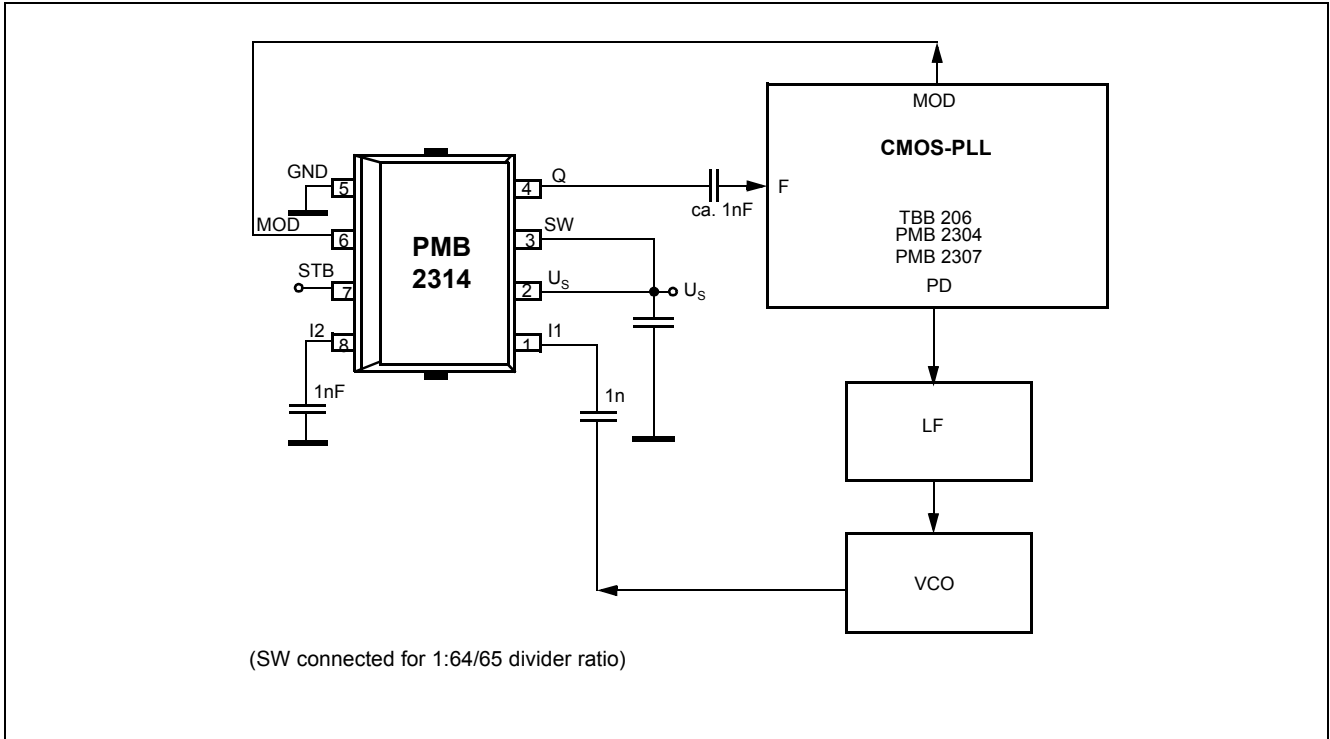 MOD
CMOS-PLL
F
TBB 206
PMB 2304
PMB 2307
PD
GND
5
4
Q
ca. 1nF
MOD
6
3
SW
PMB
2314
STB
7
2
U_S
U_S
I2
8
1
I1
1nF
1n
LF
VCO
(SW connected for 1:64/65 divider ratio)